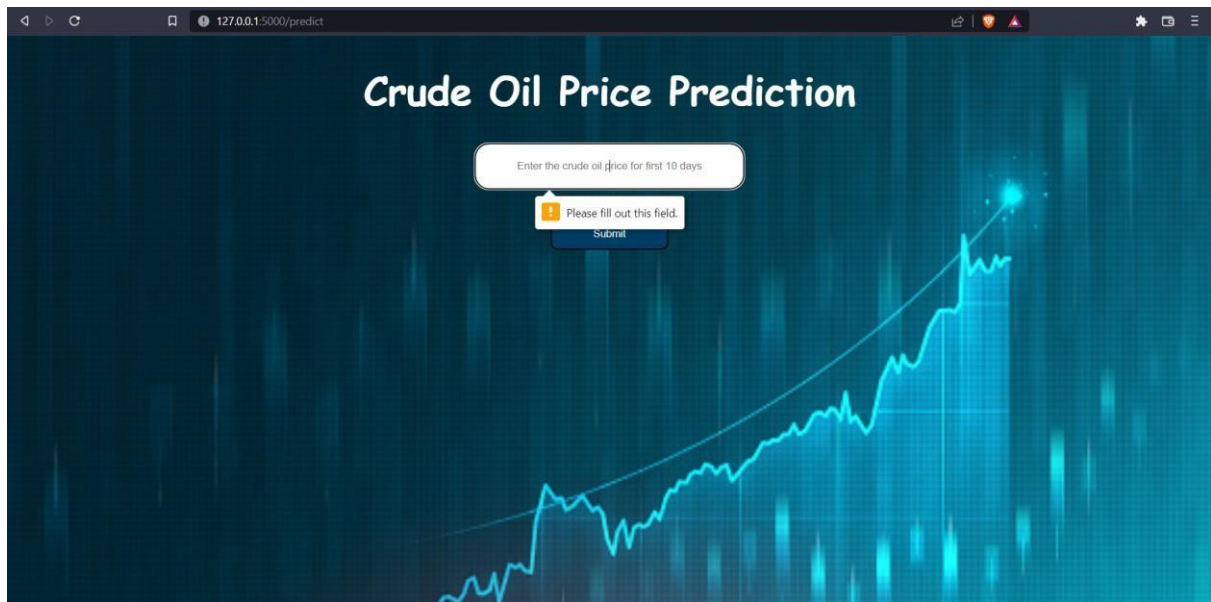 127.0.0.1:5000/predict
Crude Oil Price Prediction
Enter the crude oil price for first 10 days
Please fill out this field.
Submit